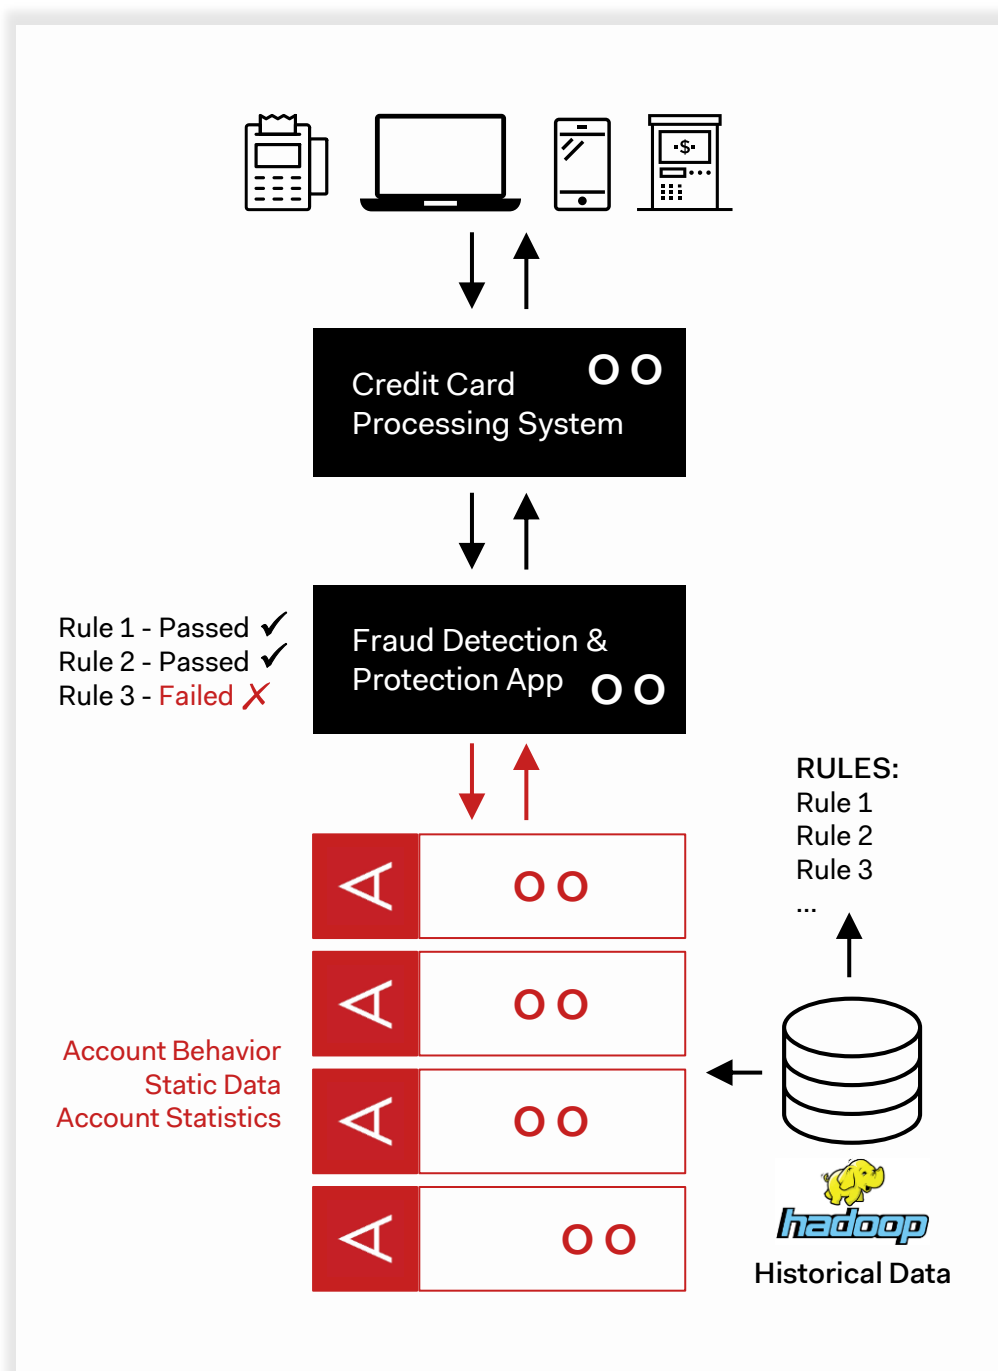 $
Credit Card
Processing System
O O
Fraud Detection &
Protection App
O O
Rule 1 - Passed ✓
Rule 2 - Passed ✓
Rule 3 - Failed ✗
RULES:
Rule 1
Rule 2
Rule 3
...
A O O
A O O
A O O
A O O
Account Behavior
Static Data
Account Statistics
hadoop
Historical Data